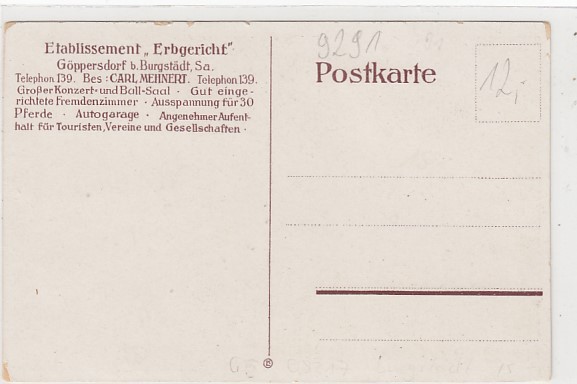 Etablissement „Erbgericht"
Göppersdorf b. Burgstädt, Sa.
Telephon 139. Bes: CARL MEHNERT. Telephon 139.
Großer Konzert- und Ball-Saal · Gut einge-
richtete Fremdenzimmer · Ausspannung für 30
Pferde · Autogarage · Angenehmer Aufent-
halt für Touristen, Vereine und Gesellschaften ·
9291
Postkarte
12,-